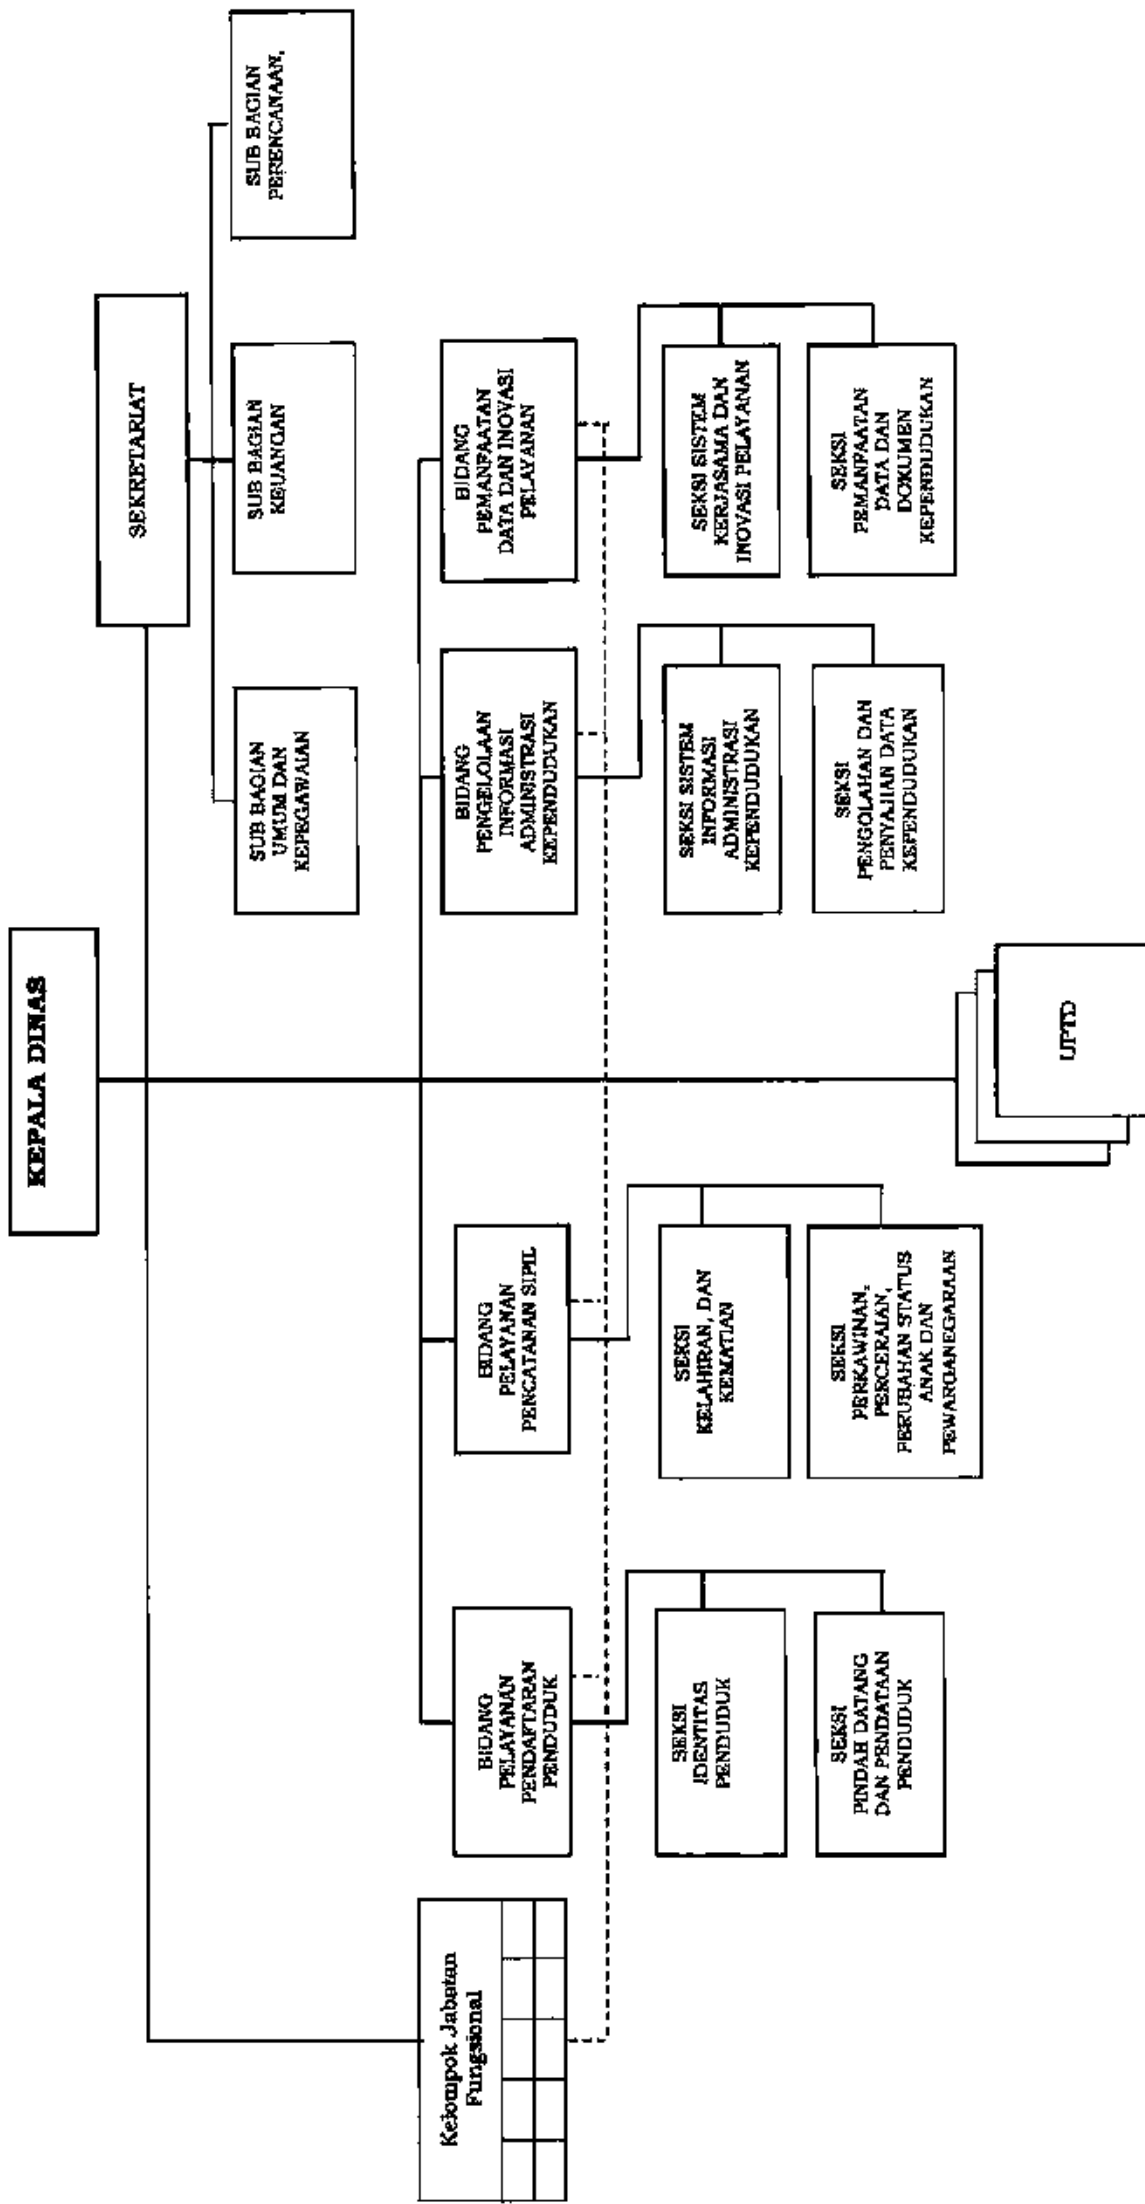 KEPALA DINAS
SEKRETARIAT
SUB BAGIAN
UMUM DAN
KEPEGAWAIAN
SUB BAGIAN
KEUANGAN
SUB BAGIAN
PERENCANAAN,
Kelompok Jabatan
Fungsional
BIDANG
PELAYANAN
PENDAFTARAN
PENDUDUK
BIDANG
PELAYANAN
PENCATANAN SIPIL
BIDANG
PENGELOLAAN
INFORMASI
ADMINISTRASI
KEPENDUDUKAN
BIDANG
PEMANFAATAN
DATA DAN INOVASI
PELAYANAN
SEKSI
IDENTITAS
PENDUDUK
SEKSI
KELAHIRAN, DAN
KEMATIAN
SEKSI SISTEM
INFORMASI
ADMINISTRASI
KEPENDUDUKAN
SEKSI SISTEM
KERJASAMA DAN
INOVASI PELAYANAN
SEKSI
PINDAH DATANG
DAN PENDATAAN
PENDUDUK
SEKSI
PERKAWINAN,
PERCERAIAN,
PERUBAHAN STATUS
ANAK DAN
PEWARGANEGARAAN
SEKSI
PENGOLAHAN DAN
PENYAJIAN DATA
KEPENDUDUKAN
SEKSI
PEMANFAATAN
DATA DAN
DOKUMEN
KEPENDUDUKAN
UPTD